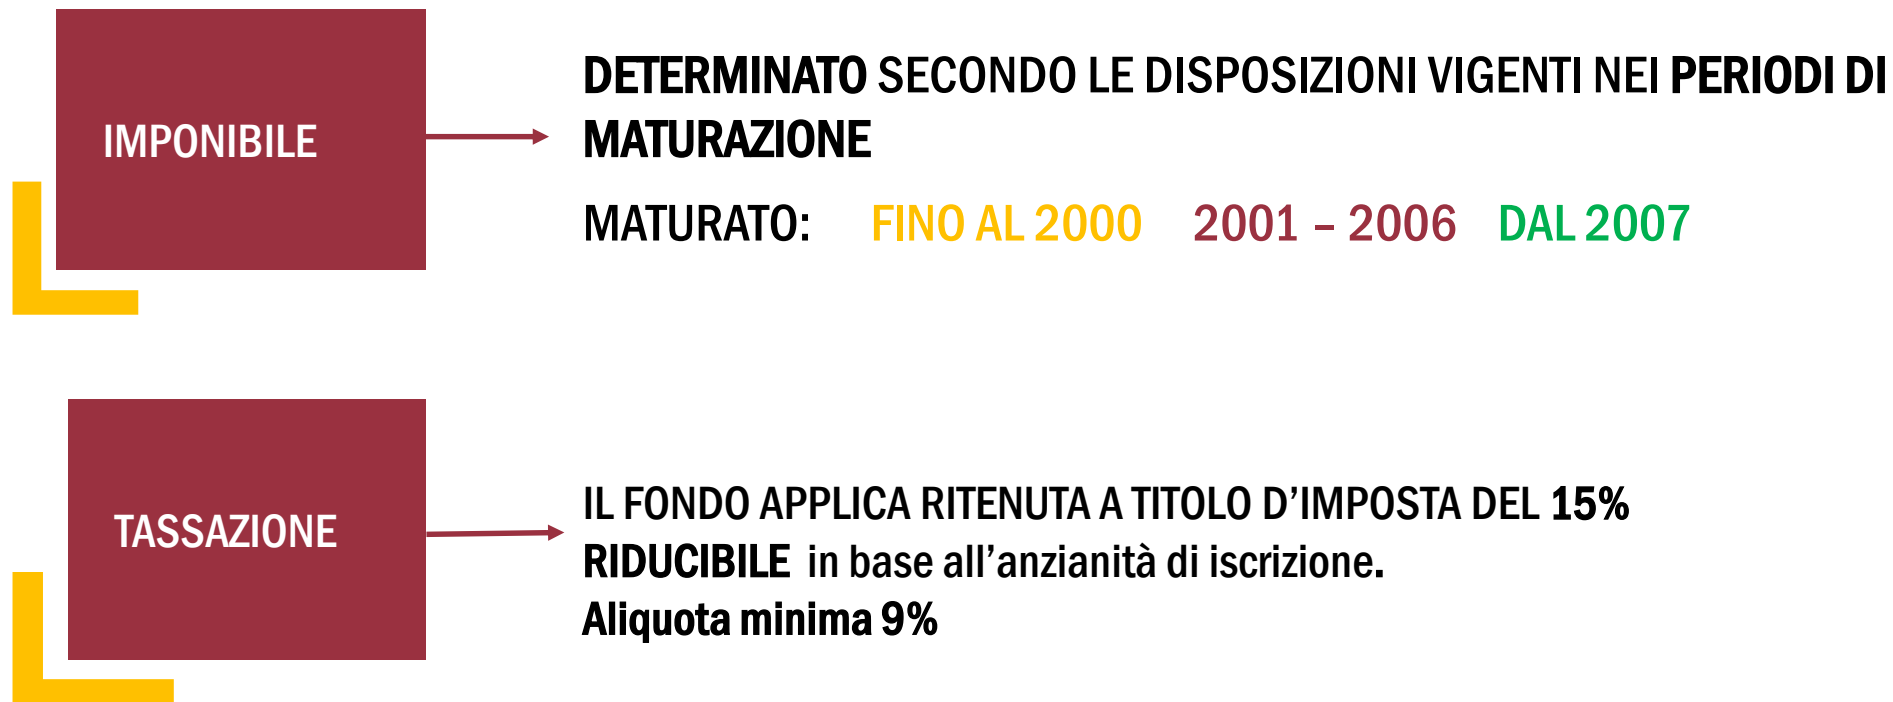 IMPONIBILE
DETERMINATO SECONDO LE DISPOSIZIONI VIGENTI NEI PERIODI DI
MATURAZIONE
MATURATO: FINO AL 2000 2001 – 2006 DAL 2007
TASSAZIONE
IL FONDO APPLICA RITENUTA A TITOLO D’IMPOSTA DEL 15%
RIDUCIBILE in base all’anzianità di iscrizione.
Aliquota minima 9%